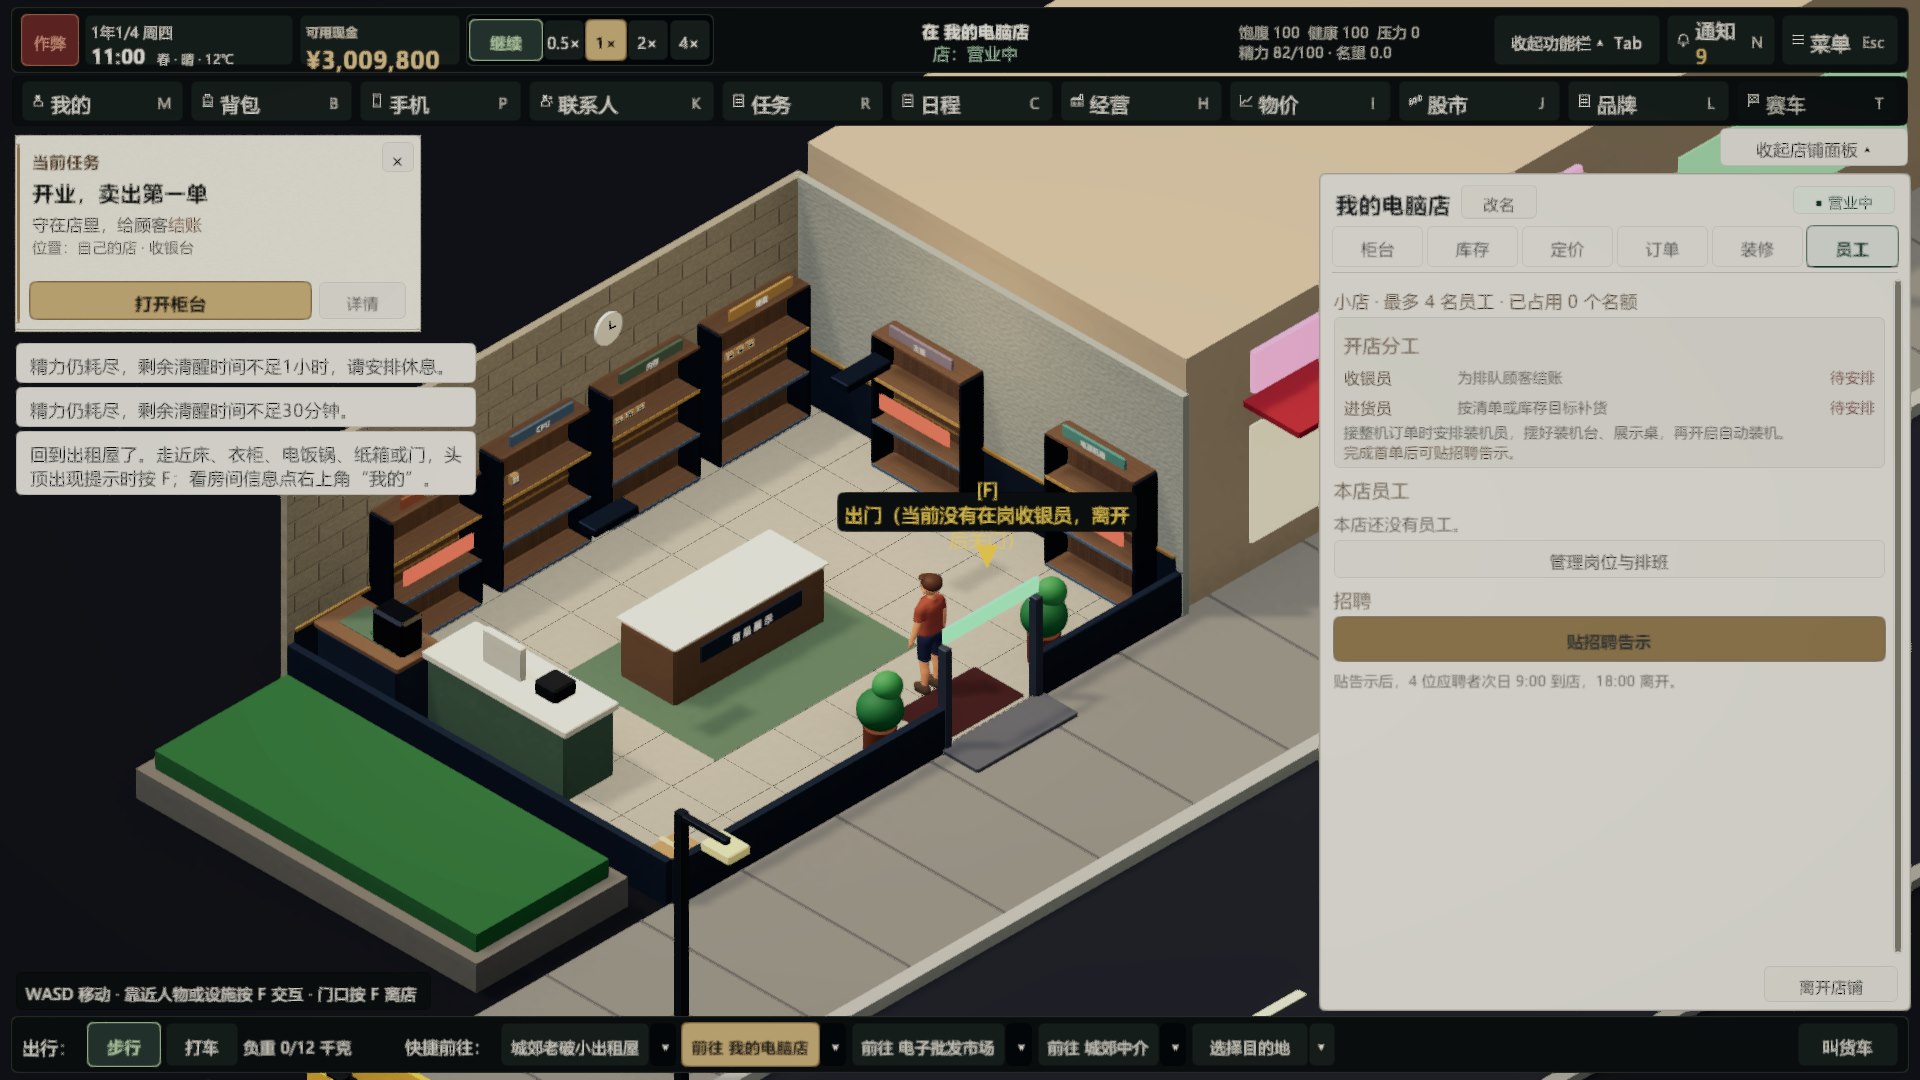 作弊
1年1/4 周四
11:00 春 · 晴 · 12°C
可用现金
¥3,009,800
继续 0.5× 1× 2× 4×
在 我的电脑店
店：营业中
饱腹 100 健康 100 压力 0
精力 82/100 · 名望 0.0
收起功能栏 Tab
通知 9 N
菜单 Esc
我的 M
背包 B
手机 P
联系人 K
任务 R
日程 C
经营 H
物价 I
股市 J
品牌 L
赛车 T
当前任务 ×
开业，卖出第一单
守在店里，给顾客结账
位置：自己的店 · 收银台
打开柜台 详情
精力仍耗尽，剩余清醒时间不足1小时，请安排休息。
精力仍耗尽，剩余清醒时间不足30分钟。
回到出租屋了。走近床、衣柜、电饭锅、纸箱或门，头
顶出现提示时按 F；看房间信息点右上角“我的”。
CPU
[F]
出门（当前没有在岗收银员，离开
收起店铺面板
我的电脑店 改名 营业中
柜台 库存 定价 订单 装修 员工
小店 · 最多 4 名员工 · 已占用 0 个名额
开店分工
收银员 为排队顾客结账 待安排
进货员 按清单或库存目标补货 待安排
接整机订单时安排装机员，摆好装机台、展示桌，再开启自动装机。
完成首单后可贴招聘告示。
本店员工
本店还没有员工。
管理岗位与排班
招聘
贴招聘告示
贴告示后，4 位应聘者次日 9:00 到店，18:00 离开。
离开店铺
WASD 移动 · 靠近人物或设施按 F 交互 · 门口按 F 离店
出行： 步行 打车 负重 0/12 千克 快捷前往： 城郊老破小出租屋 前往 我的电脑店 前往 电子批发市场 前往 城郊中介 选择目的地 叫货车